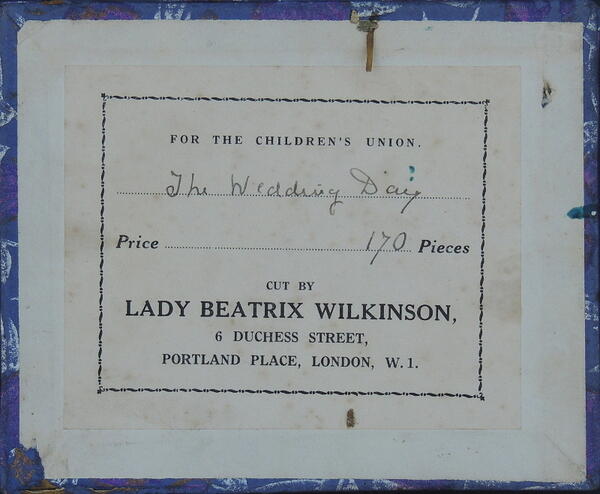 FOR THE CHILDREN'S UNION.
The Wedding Day
Price 170 Pieces
CUT BY
LADY BEATRIX WILKINSON,
6 DUCHESS STREET,
PORTLAND PLACE, LONDON, W.1.